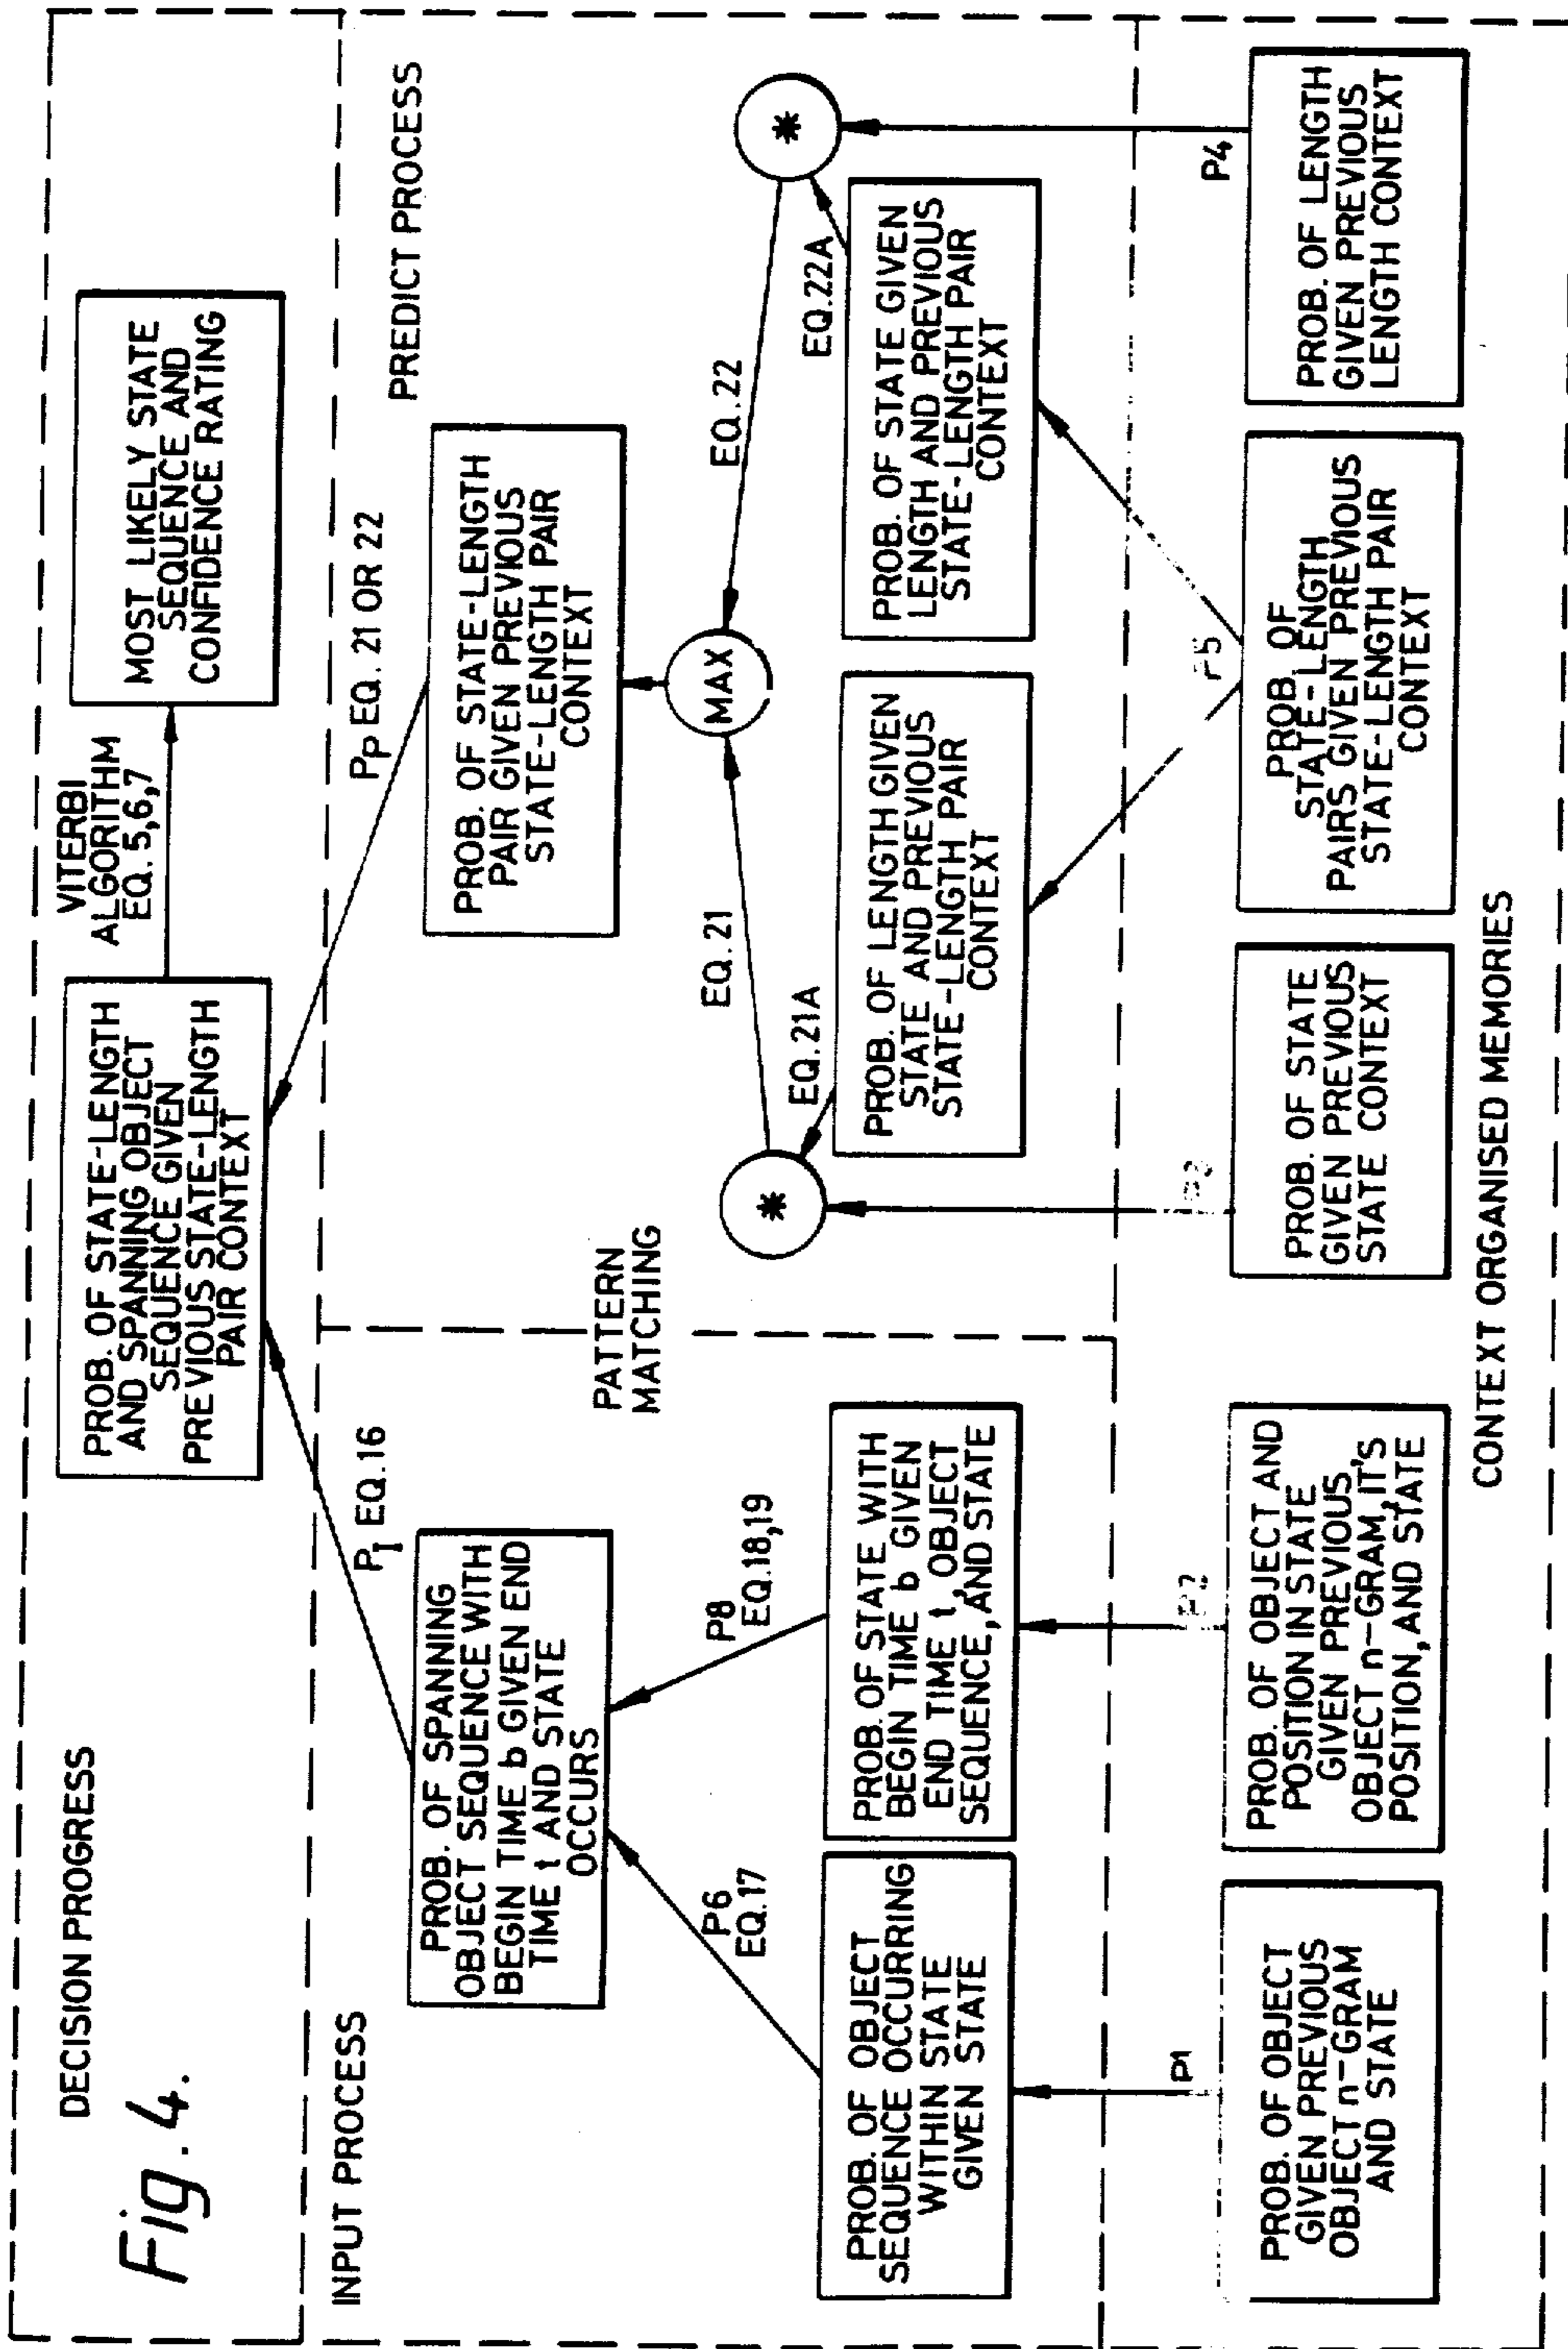 Fig. 4.
DECISION PROGRESS
PROB. OF STATE-LENGTH
AND SPANNING OBJECT
SEQUENCE GIVEN
PREVIOUS STATE-LENGTH
PAIR CONTEXT
VITERBI
ALGORITHM
EQ. 5,6,7
MOST LIKELY STATE
SEQUENCE AND
CONFIDENCE RATING
INPUT PROCESS
PI EQ.16
PROB. OF SPANNING
OBJECT SEQUENCE WITH
BEGIN TIME b GIVEN END
TIME t AND STATE
OCCURS
P6
EQ.17
P8
EQ.18,19
PROB. OF OBJECT
SEQUENCE OCCURRING
WITHIN STATE
GIVEN STATE
PROB. OF STATE WITH
BEGIN TIME b GIVEN
END TIME t, OBJECT
SEQUENCE, AND STATE
PATTERN
MATCHING
PREDICT PROCESS
PP EQ. 21 OR 22
PROB. OF STATE-LENGTH
PAIR GIVEN PREVIOUS
STATE-LENGTH PAIR
CONTEXT
MAX
EQ. 21
EQ. 22
*
*
EQ.21A
EQ.22A
PROB. OF LENGTH GIVEN
STATE AND PREVIOUS
STATE-LENGTH PAIR
CONTEXT
PROB. OF STATE GIVEN
LENGTH AND PREVIOUS
STATE-LENGTH PAIR
CONTEXT
P1
P5
P4
PROB. OF OBJECT
GIVEN PREVIOUS
OBJECT n-GRAM
AND STATE
PROB. OF OBJECT AND
POSITION IN STATE
GIVEN PREVIOUS
OBJECT n-GRAM, IT'S
POSITION, AND STATE
PROB. OF STATE
GIVEN PREVIOUS
STATE CONTEXT
PROB. OF
STATE-LENGTH
PAIRS GIVEN PREVIOUS
STATE-LENGTH PAIR
CONTEXT
PROB. OF LENGTH
GIVEN PREVIOUS
LENGTH CONTEXT
CONTEXT ORGANISED MEMORIES